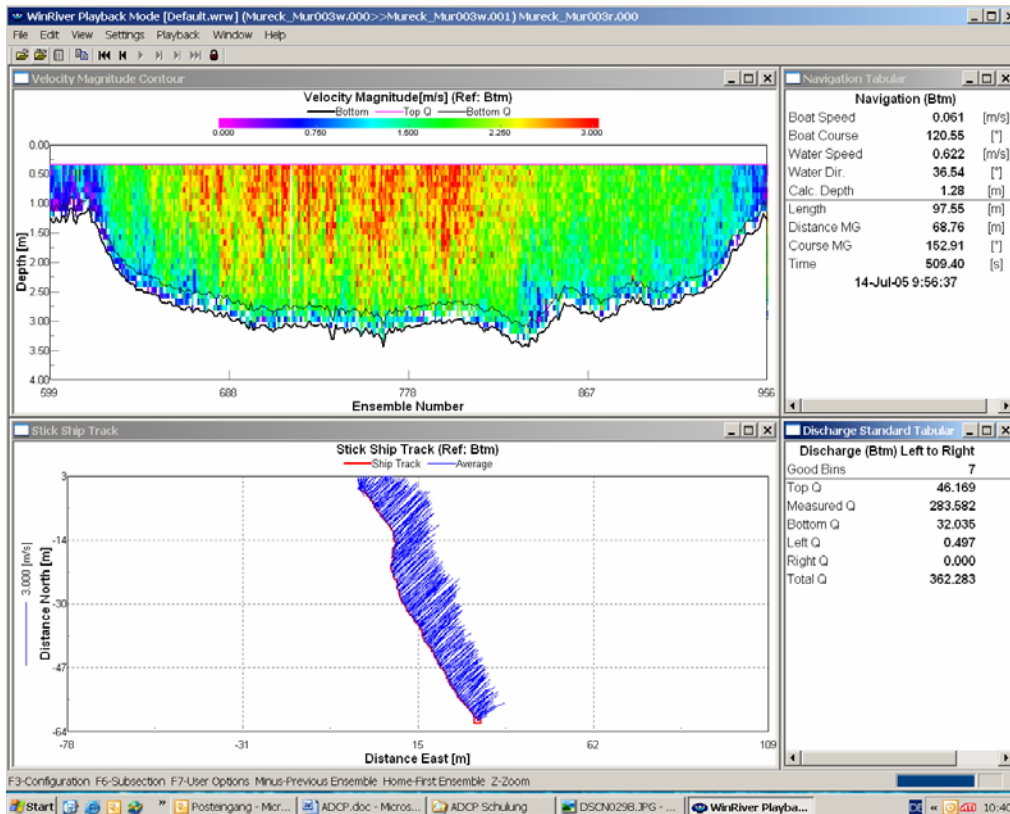 WinRiver Playback Mode [Default.wrw] (Mureck_Mur003w.000>>Mureck_Mur003w.001) Mureck_Mur003r.000
File Edit View Settings Playback Window Help
Velocity Magnitude Contour
Velocity Magnitude[m/s] (Ref: Btm)
Bottom Top Q Bottom Q
0.000 0.750 1.500 2.250 3.000
Depth [m]
0.00
0.50
1.00
1.50
2.00
2.50
3.00
3.50
4.00
599 688 778 867 956
Ensemble Number
Navigation Tabular
Navigation (Btm)
Boat Speed 0.061 [m/s]
Boat Course 120.55 [°]
Water Speed 0.622 [m/s]
Water Dir. 36.54 [°]
Calc. Depth 1.28 [m]
Length 97.55 [m]
Distance MG 68.76 [m]
Course MG 152.91 [°]
Time 509.40 [s]
14-Jul-05 9:56:37
Stick Ship Track
Stick Ship Track (Ref: Btm)
Ship Track Average
3.000 [m/s]
Distance North [m]
3
-14
-30
-47
-64
-78 -31 15 62 109
Distance East [m]
Discharge Standard Tabular
Discharge (Btm) Left to Right
Good Bins 7
Top Q 46.169
Measured Q 283.582
Bottom Q 32.035
Left Q 0.497
Right Q 0.000
Total Q 362.283
F3-Configuration F6-Subsection F7-User Options Minus-Previous Ensemble Home-First Ensemble Z-Zoom
Start » Posteingang - Micr... ADCP.doc - Micros... ADCP Schulung DSCN0298.JPG - ... WinRiver Playba... DE « 10:40